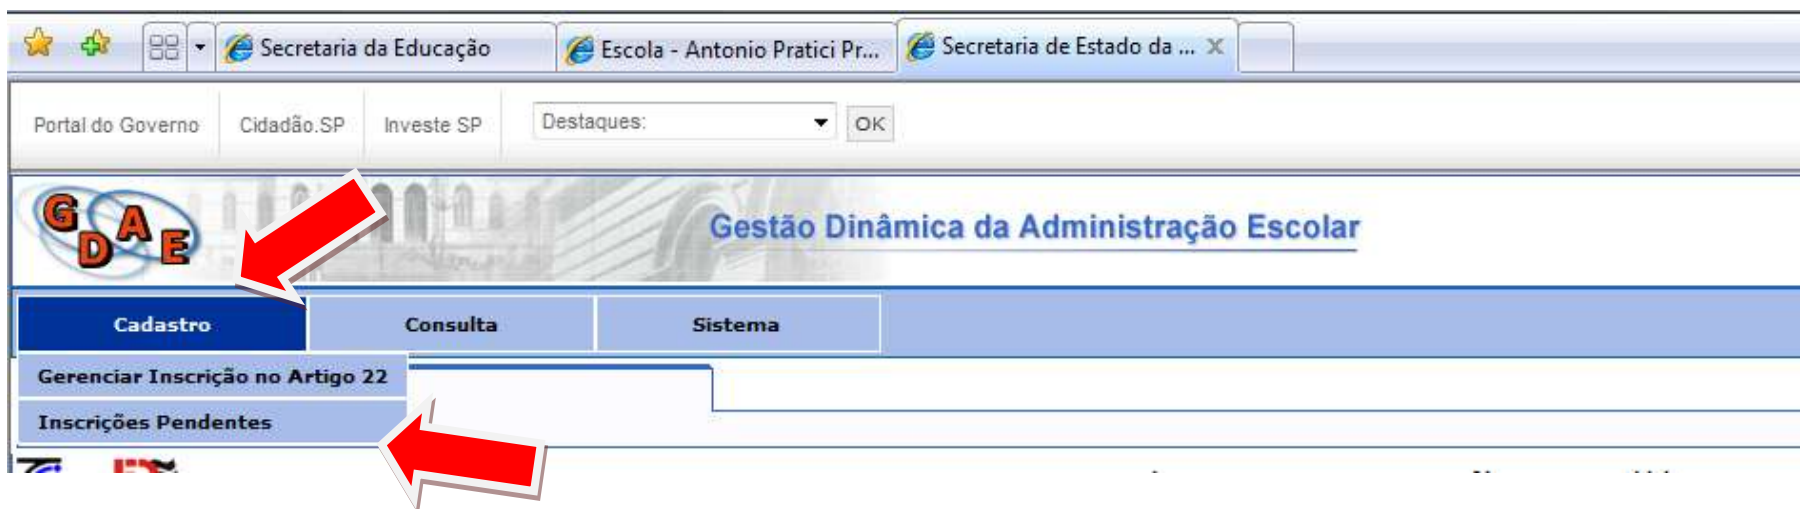 Secretaria da Educação
Escola - Antonio Pratici Pr...
Secretaria de Estado da ... X
Portal do Governo
Cidadão.SP
Investe SP
Destaques:
OK
GDAE
Gestão Dinâmica da Administração Escolar
Cadastro
Consulta
Sistema
Gerenciar Inscrição no Artigo 22
Inscrições Pendentes